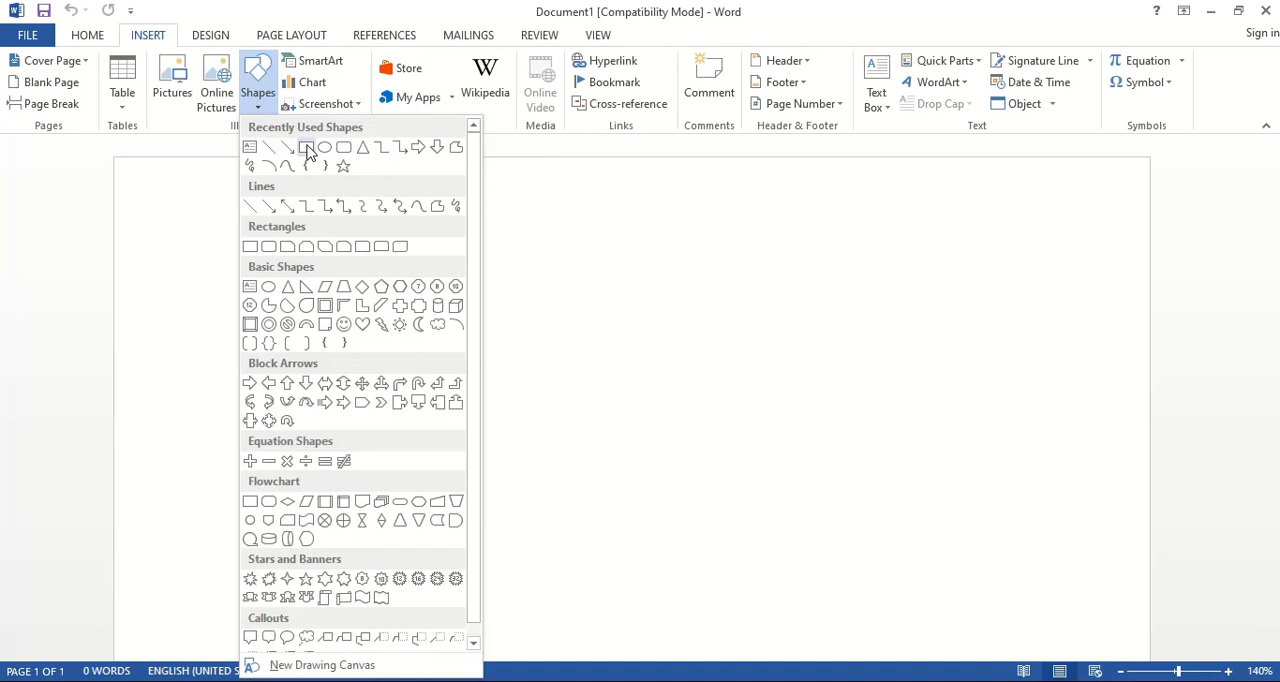 Document1 [Compatibility Mode] - Word
FILE HOME INSERT DESIGN PAGE LAYOUT REFERENCES MAILINGS REVIEW VIEW Sign in
Cover Page
Blank Page
Page Break
Pages
Table
Tables
Pictures
Online Pictures
Shapes
SmartArt
Chart
Screenshot
Store
My Apps
Wikipedia
Online Video
Media
Hyperlink
Bookmark
Cross-reference
Links
Comment
Comments
Header
Footer
Page Number
Header & Footer
Text Box
Quick Parts
WordArt
Drop Cap
Signature Line
Date & Time
Object
Text
Equation
Symbol
Symbols
Recently Used Shapes
Lines
Rectangles
Basic Shapes
Block Arrows
Equation Shapes
Flowchart
Stars and Banners
Callouts
New Drawing Canvas
PAGE 1 OF 1 0 WORDS ENGLISH (UNITED S 140%